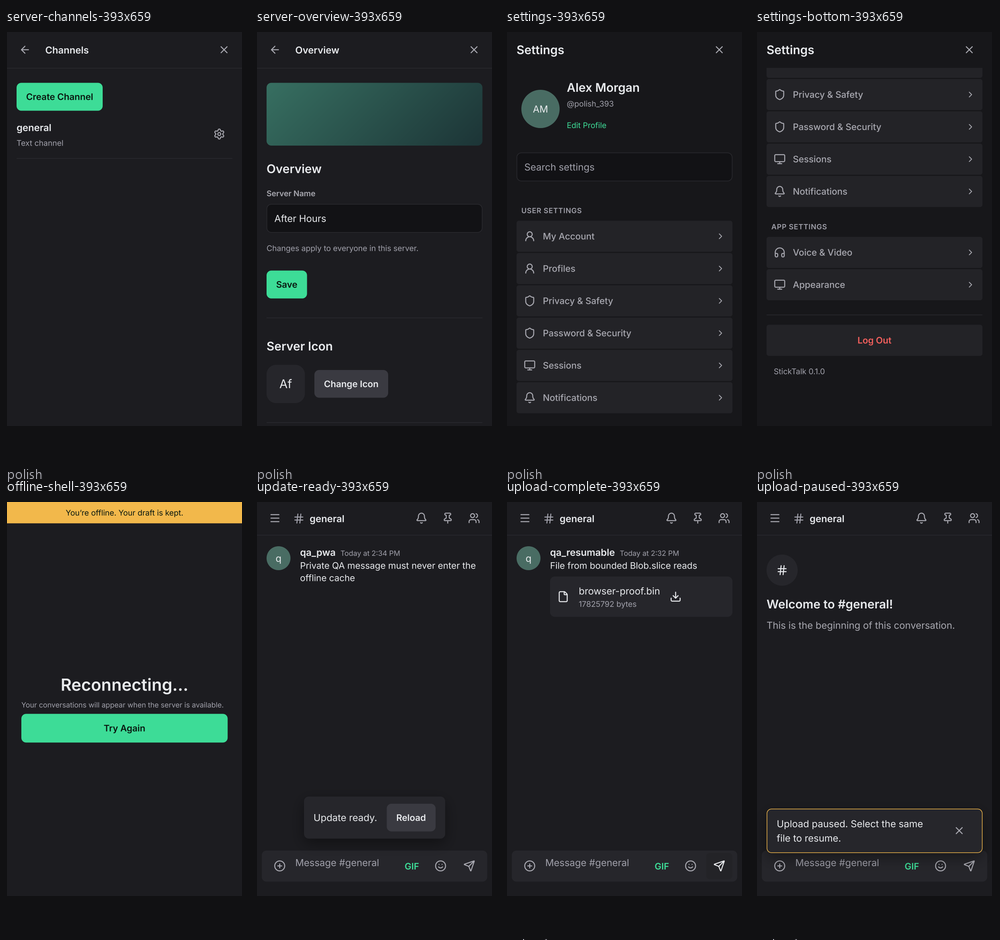 server-channels-393x659
Channels
Create Channel
general
Text channel
server-overview-393x659
Overview
Overview
Server Name
After Hours
Changes apply to everyone in this server.
Save
Server Icon
Af
Change Icon
settings-393x659
Settings
AM
Alex Morgan
@polish_393
Edit Profile
Search settings
USER SETTINGS
My Account
Profiles
Privacy & Safety
Password & Security
Sessions
Notifications
settings-bottom-393x659
Settings
Privacy & Safety
Password & Security
Sessions
Notifications
APP SETTINGS
Voice & Video
Appearance
Log Out
StickTalk 0.1.0
polish
offline-shell-393x659
You're offline. Your draft is kept.
Reconnecting...
Your conversations will appear when the server is available.
Try Again
polish
update-ready-393x659
# general
q
qa_pwa Today at 2:34 PM
Private QA message must never enter the
offline cache
Update ready.
Reload
Message #general
GIF
polish
upload-complete-393x659
# general
q
qa_resumable Today at 2:32 PM
File from bounded Blob.slice reads
browser-proof.bin
17825792 bytes
Message #general
GIF
polish
upload-paused-393x659
# general
#
Welcome to #general!
This is the beginning of this conversation.
Upload paused. Select the same
file to resume.
Message #general
GIF